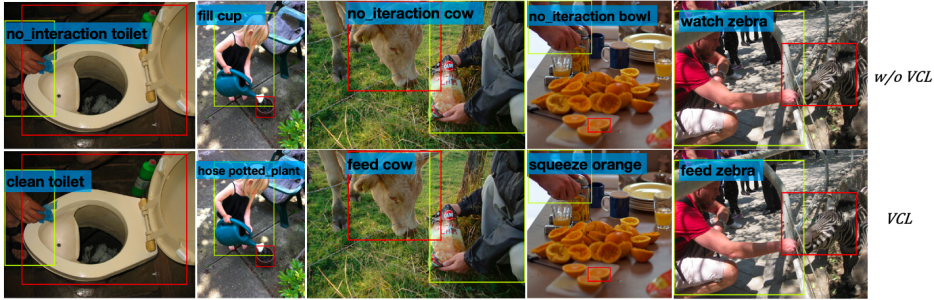 no_interaction toilet
fill cup
no_iteraction cow
no_iteraction bowl
watch zebra
w/o VCL
clean toilet
hose potted_plant
feed cow
squeeze orange
feed zebra
VCL